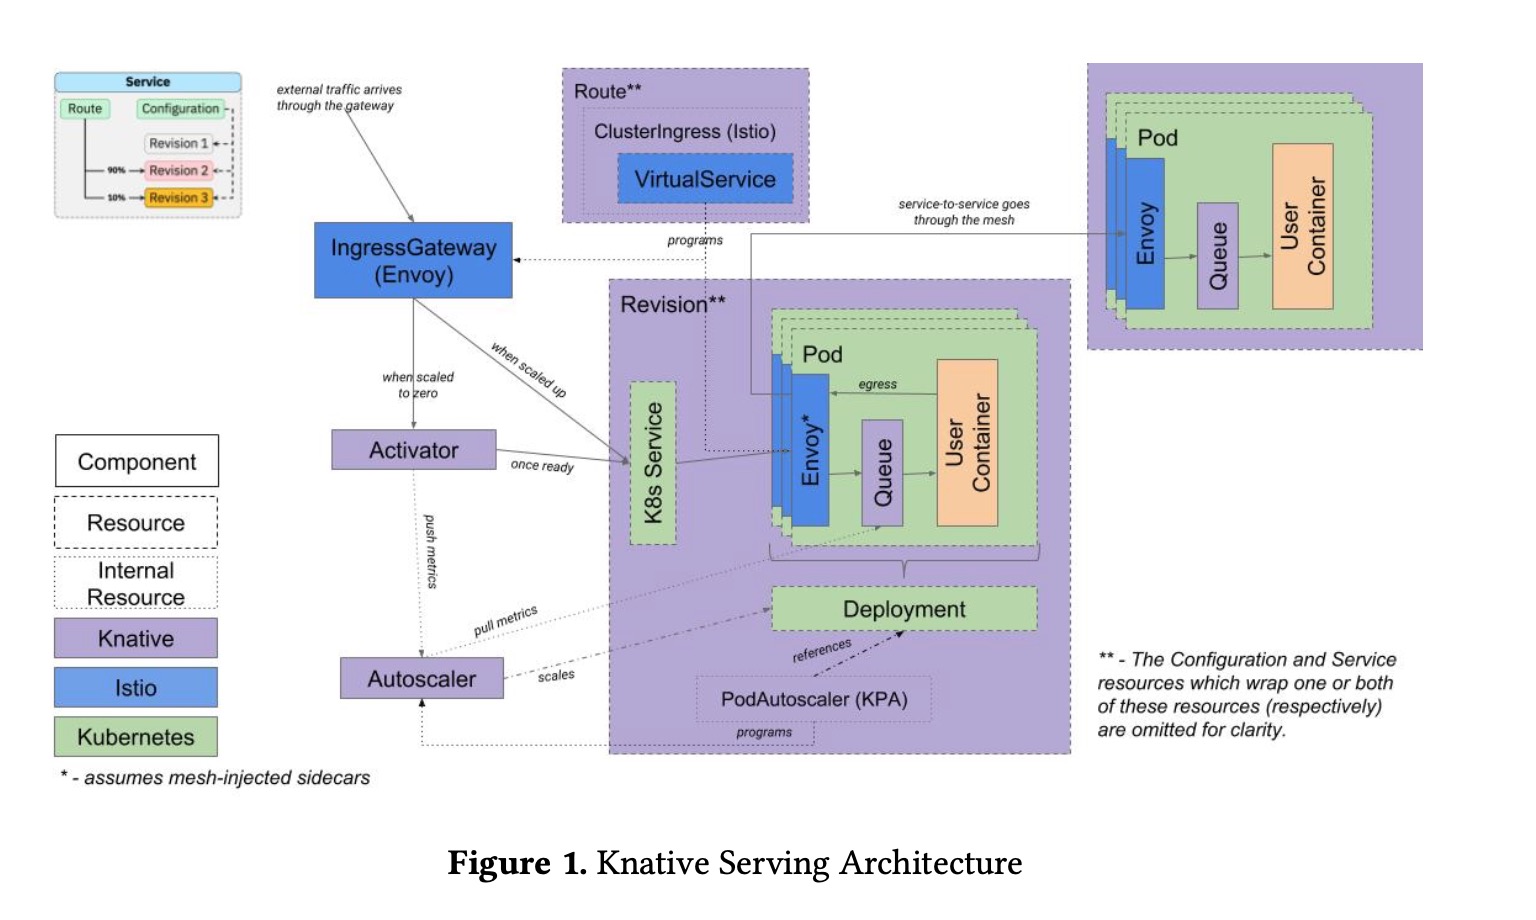 Service
Route
Configuration
Revision 1
90%
Revision 2
10%
Revision 3
external traffic arrives
through the gateway
IngressGateway
(Envoy)
Route**
ClusterIngress (Istio)
VirtualService
programs
service-to-service goes
through the mesh
Pod
Envoy
Queue
User
Container
when scaled
to zero
when scaled up
Activator
once ready
push metrics
Autoscaler
pull metrics
scales
Revision**
K8s Service
Pod
Envoy*
egress
Queue
User
Container
Deployment
references
PodAutoscaler (KPA)
programs
Component
Resource
Internal
Resource
Knative
Istio
Kubernetes
* - assumes mesh-injected sidecars
** - The Configuration and Service
resources which wrap one or both
of these resources (respectively)
are omitted for clarity.
Figure 1. Knative Serving Architecture